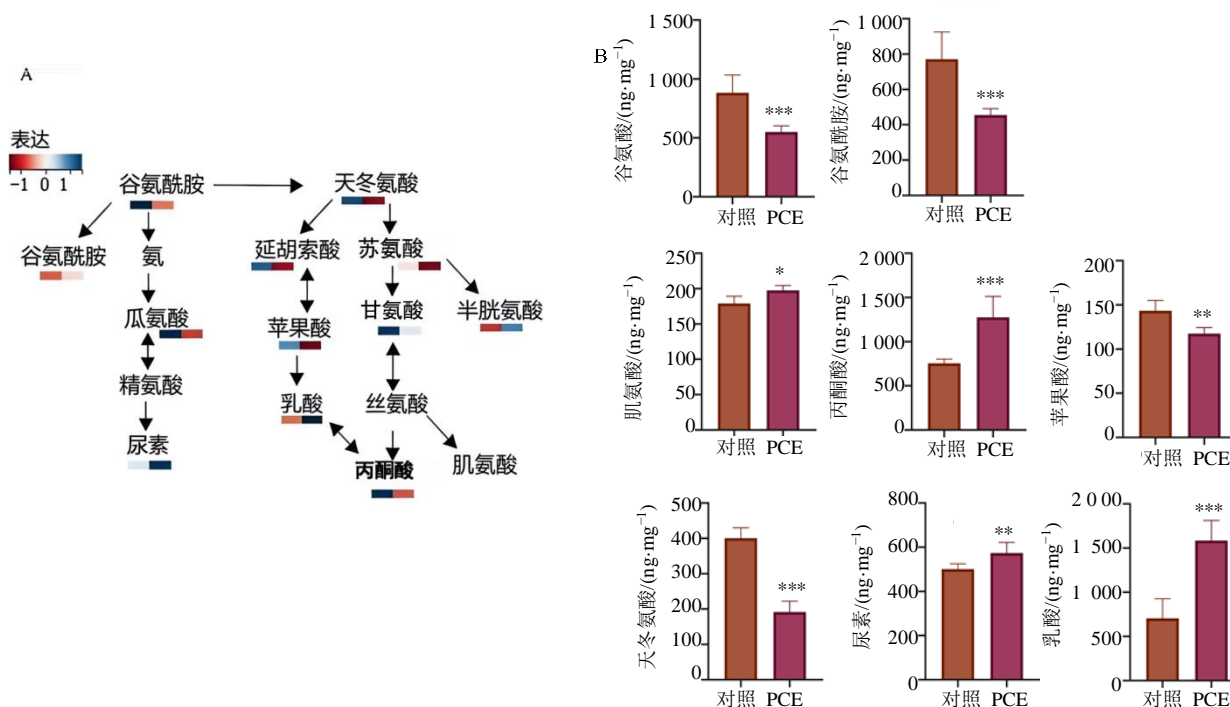 A
表达
-1 0 1
谷氨酰胺
天冬氨酸
谷氨酰胺
氨
延胡索酸
苏氨酸
瓜氨酸
苹果酸
甘氨酸
半胱氨酸
精氨酸
乳酸
丝氨酸
尿素
丙酮酸
肌氨酸
B
谷氨酸/(ng·mg⁻¹)
1 500
1 000
500
0
***
对照 PCE
谷氨酰胺/(ng·mg⁻¹)
1 000
800
600
400
200
0
***
对照 PCE
肌氨酸/(ng·mg⁻¹)
250
200
150
200
50
0
*
对照 PCE
丙酮酸/(ng·mg⁻¹)
2 000
1 500
1 000
500
0
***
对照 PCE
苹果酸/(ng·mg⁻¹)
200
150
100
50
0
**
对照 PCE
天冬氨酸/(ng·mg⁻¹)
400
400
300
200
100
0
***
对照 PCE
尿素/(ng·mg⁻¹)
800
600
400
200
0
**
对照 PCE
乳酸/(ng·mg⁻¹)
2 0 00
1 500
1 000
500
0
***
对照 PCE